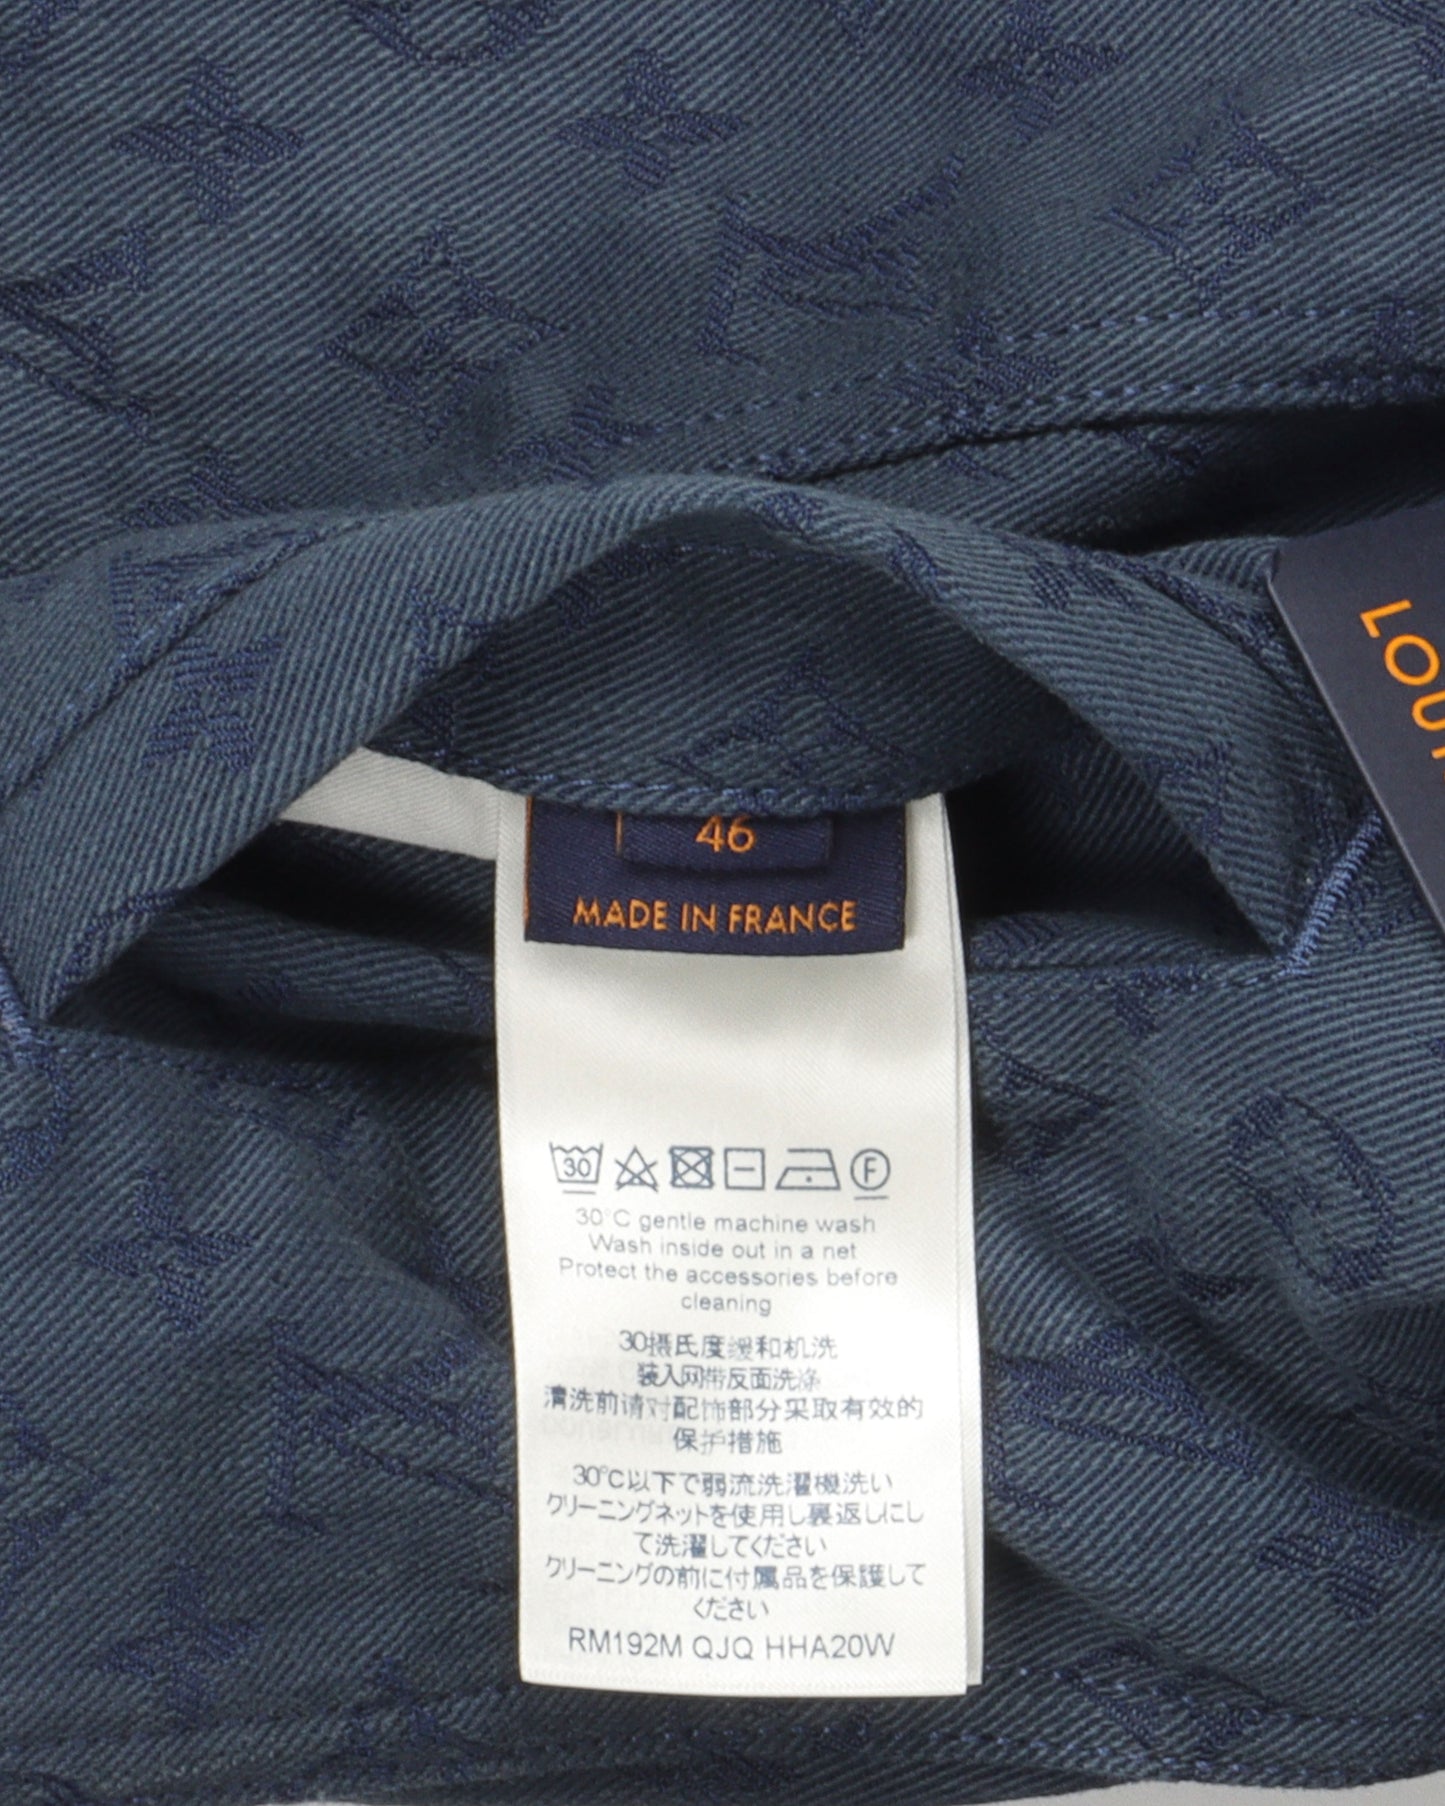 LOUI
46
MADE IN FRANCE
30
F
30°C gentle machine wash
Wash inside out in a net
Protect the accessories before
cleaning
30摄氏度缓和机洗
装入网带反面洗涤
清洗前请对配饰部分采取有效的
保护措施
30℃以下で弱流洗濯機洗い
クリーニングネットを使用し裏返しにし
て洗濯してください
クリーニングの前に付属品を保護して
ください
RM192M QJQ HHA20W